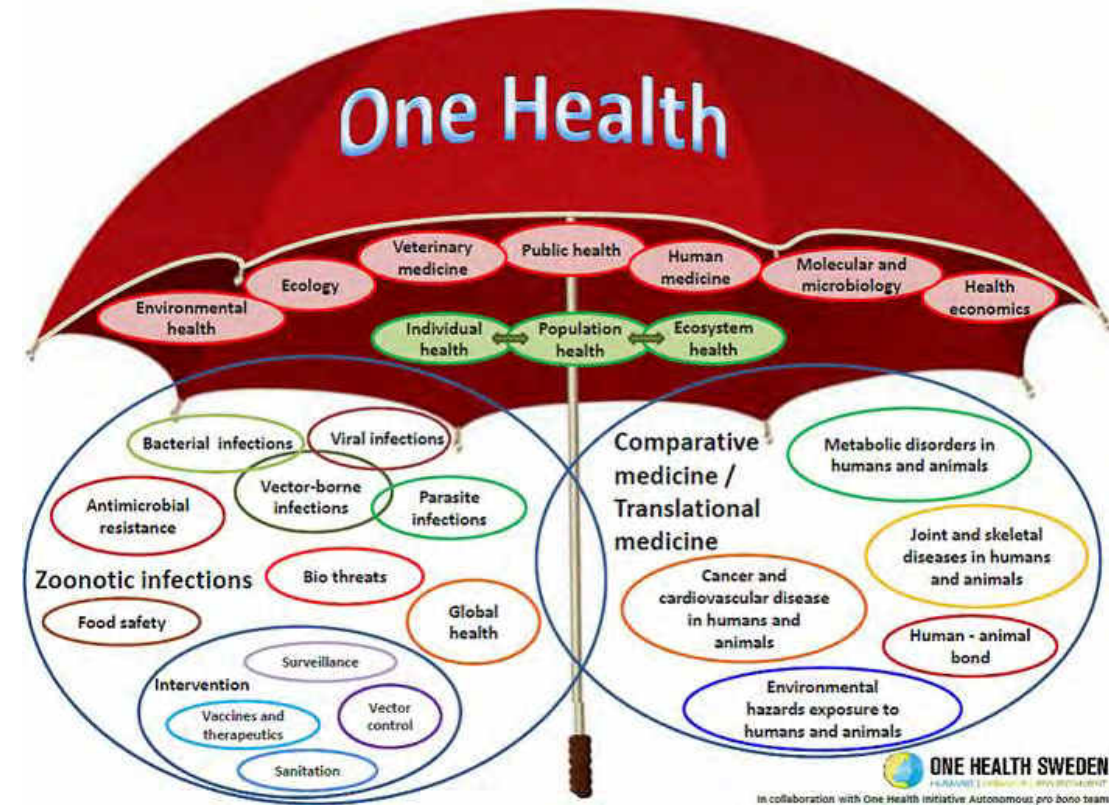 One Health
Veterinary
medicine
Public health
Human
medicine
Ecology
Molecular and
microbiology
Environmental
health
Health
economics
Individual
health
Population
health
Ecosystem
health
Bacterial infections
Viral infections
Vector-borne
infections
Parasite
infections
Antimicrobial
resistance
Zoonotic infections
Bio threats
Food safety
Global
health
Surveillance
Intervention
Vaccines and
therapeutics
Vector
control
Sanitation
Comparative
medicine /
Translational
medicine
Metabolic disorders in
humans and animals
Joint and skeletal
diseases in humans
and animals
Cancer and
cardiovascular disease
in humans and
animals
Human - animal
bond
Environmental
hazards exposure to
humans and animals
ONE HEALTH SWEDEN
In collaboration with One Health Initiative Autonomous pro bono team